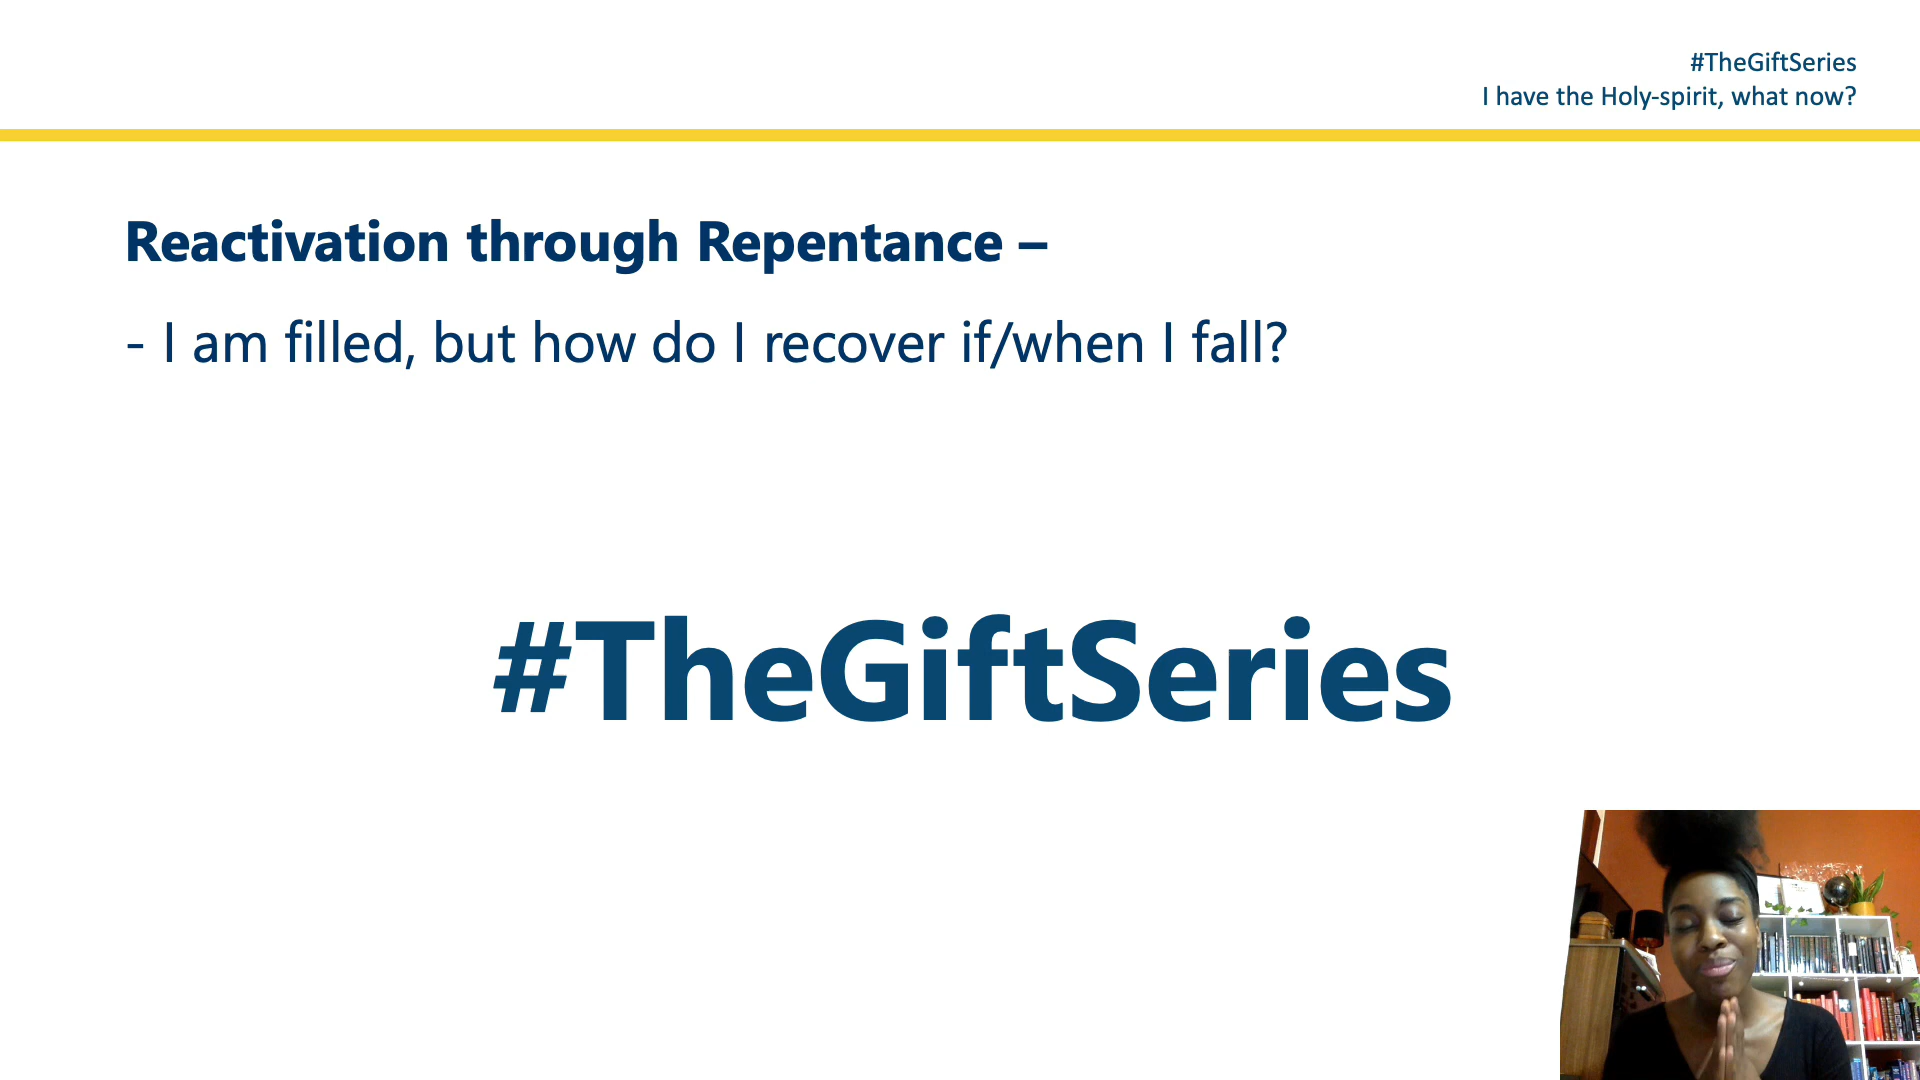 #TheGiftSeries
I have the Holy-spirit, what now?
Reactivation through Repentance –
- I am filled, but how do I recover if/when I fall?
#TheGiftSeries